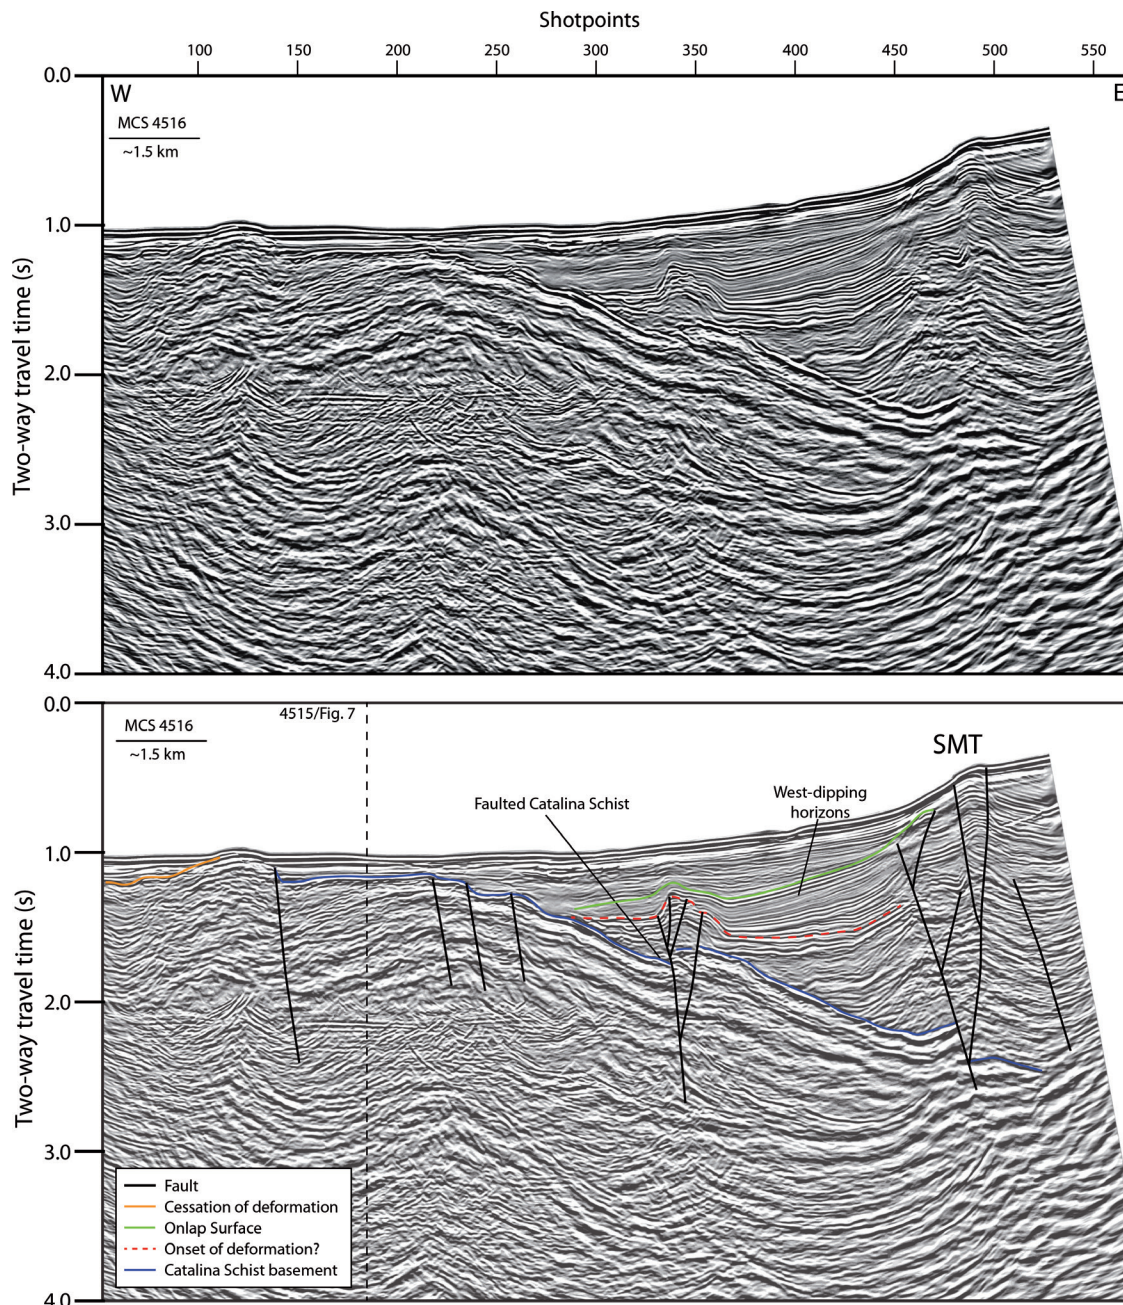 Shotpoints
100 150 200 250 300 350 400 450 500 550
0.0
W E
MCS 4516
~1.5 km
1.0
Two-way travel time (s)
2.0
3.0
4.0
0.0
4515/Fig. 7
MCS 4516
~1.5 km
SMT
West-dipping
horizons
Faulted Catalina Schist
1.0
Two-way travel time (s)
2.0
3.0
Fault
Cessation of deformation
Onlap Surface
Onset of deformation?
Catalina Schist basement
4.0